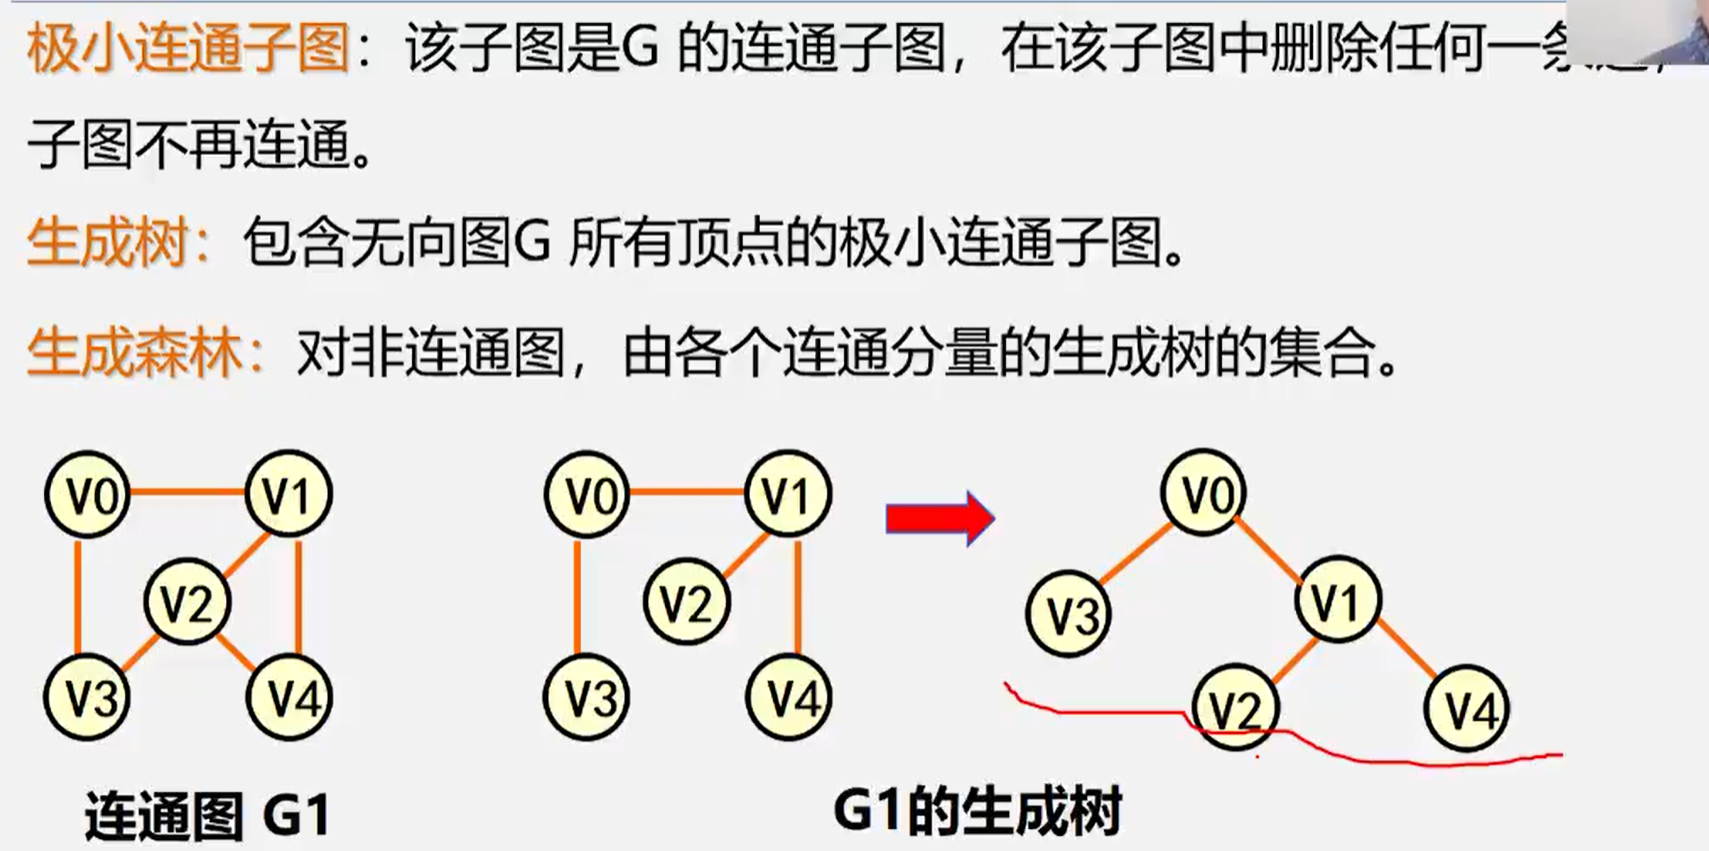 极小连通子图：该子图是G 的连通子图，在该子图中删除任何一
子图不再连通。
生成树：包含无向图G 所有顶点的极小连通子图。
生成森林：对非连通图，由各个连通分量的生成树的集合。
V0 V1 V0 V1 V0
V2 V2 V3 V1
V3 V4 V3 V4 V2 V4
连通图 G1 G1的生成树